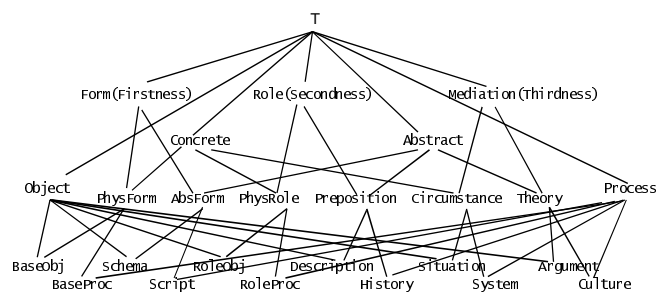 T
Form(Firstness) Role(Secondness) Mediation(Thirdness)
Concrete Abstract
Object PhysForm AbsForm PhysRole Preposition Circumstance Theory Process
BaseObj Schema RoleObj Description Situation Argument
BaseProc Script RoleProc History System Culture